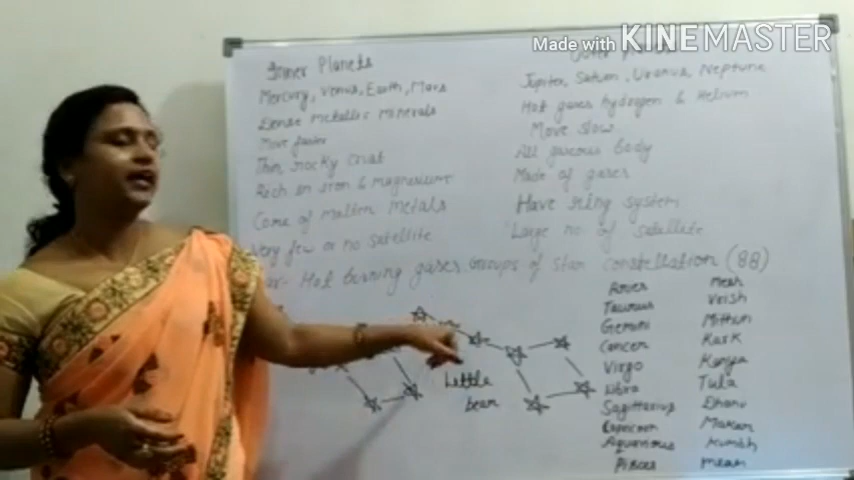 Made with KINEMASTER
Inner Planets
Mercury, Venus, Earth, Mars
Dense metallic minerals
Move faster
Thin rocky crust
Rich in iron & magnesium
Core of molten metals
Very few or no satellite
Jupiter, Saturn, Uranus, Neptune
Hot gases hydrogen & Helium
Move slow
All gaseous body
Made of gases
Have ring system
Large no. of satellite
Hot burning gases. Groups of star constellation (88)
Little
bear
Aries Mesh
Taurus Vrish
Gemini Mithun
Cancer Kark
Virgo Kanya
Libra Tula
Sagittarius Dhanu
Capricon Makar
Aquarious Kumbh
Pisces Meen